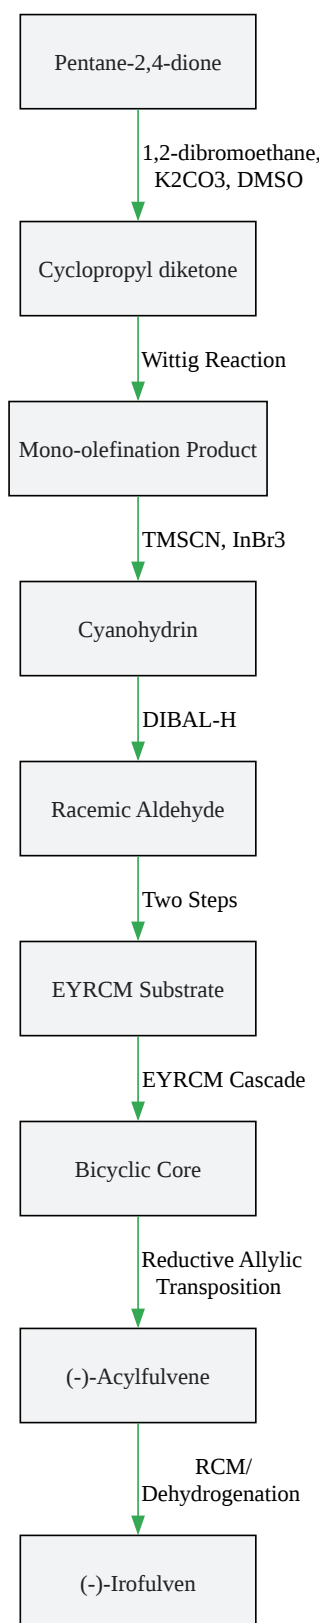 Pentane-2,4-dione
1,2-dibromoethane,
K2CO3, DMSO
Cyclopropyl diketone
Wittig Reaction
Mono-olefination Product
TMSCN, InBr3
Cyanohydrin
DIBAL-H
Racemic Aldehyde
Two Steps
EYRCM Substrate
EYRCM Cascade
Bicyclic Core
Reductive Allylic
Transposition
(-)-Acylfulvene
RCM/
Dehydrogenation
(-)-Irofulven